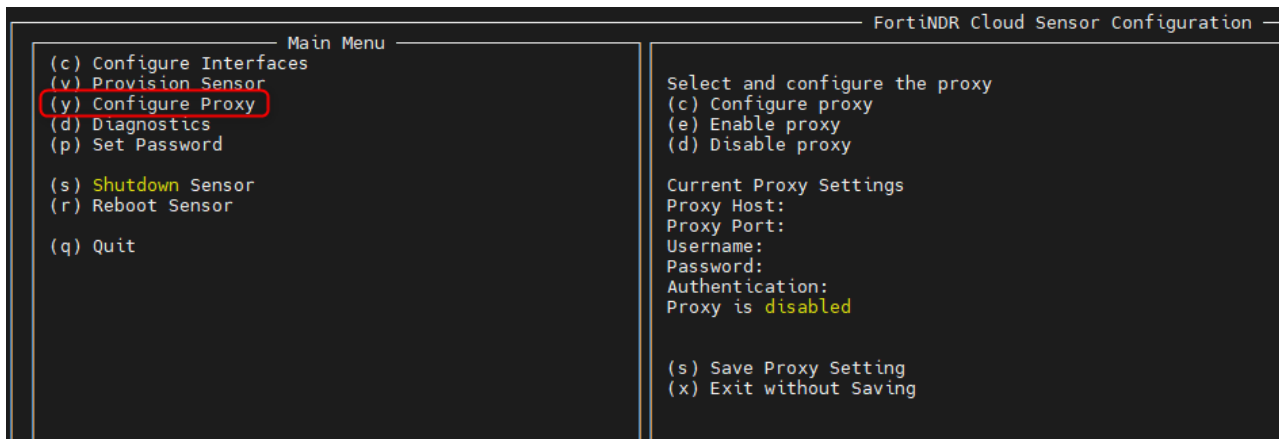 FortiNDR Cloud Sensor Configuration
Main Menu
(c) Configure Interfaces
(v) Provision Sensor
(y) Configure Proxy
(d) Diagnostics
(p) Set Password
(s) Shutdown Sensor
(r) Reboot Sensor
(q) Quit
Select and configure the proxy
(c) Configure proxy
(e) Enable proxy
(d) Disable proxy
Current Proxy Settings
Proxy Host:
Proxy Port:
Username:
Password:
Authentication:
Proxy is disabled
(s) Save Proxy Setting
(x) Exit without Saving